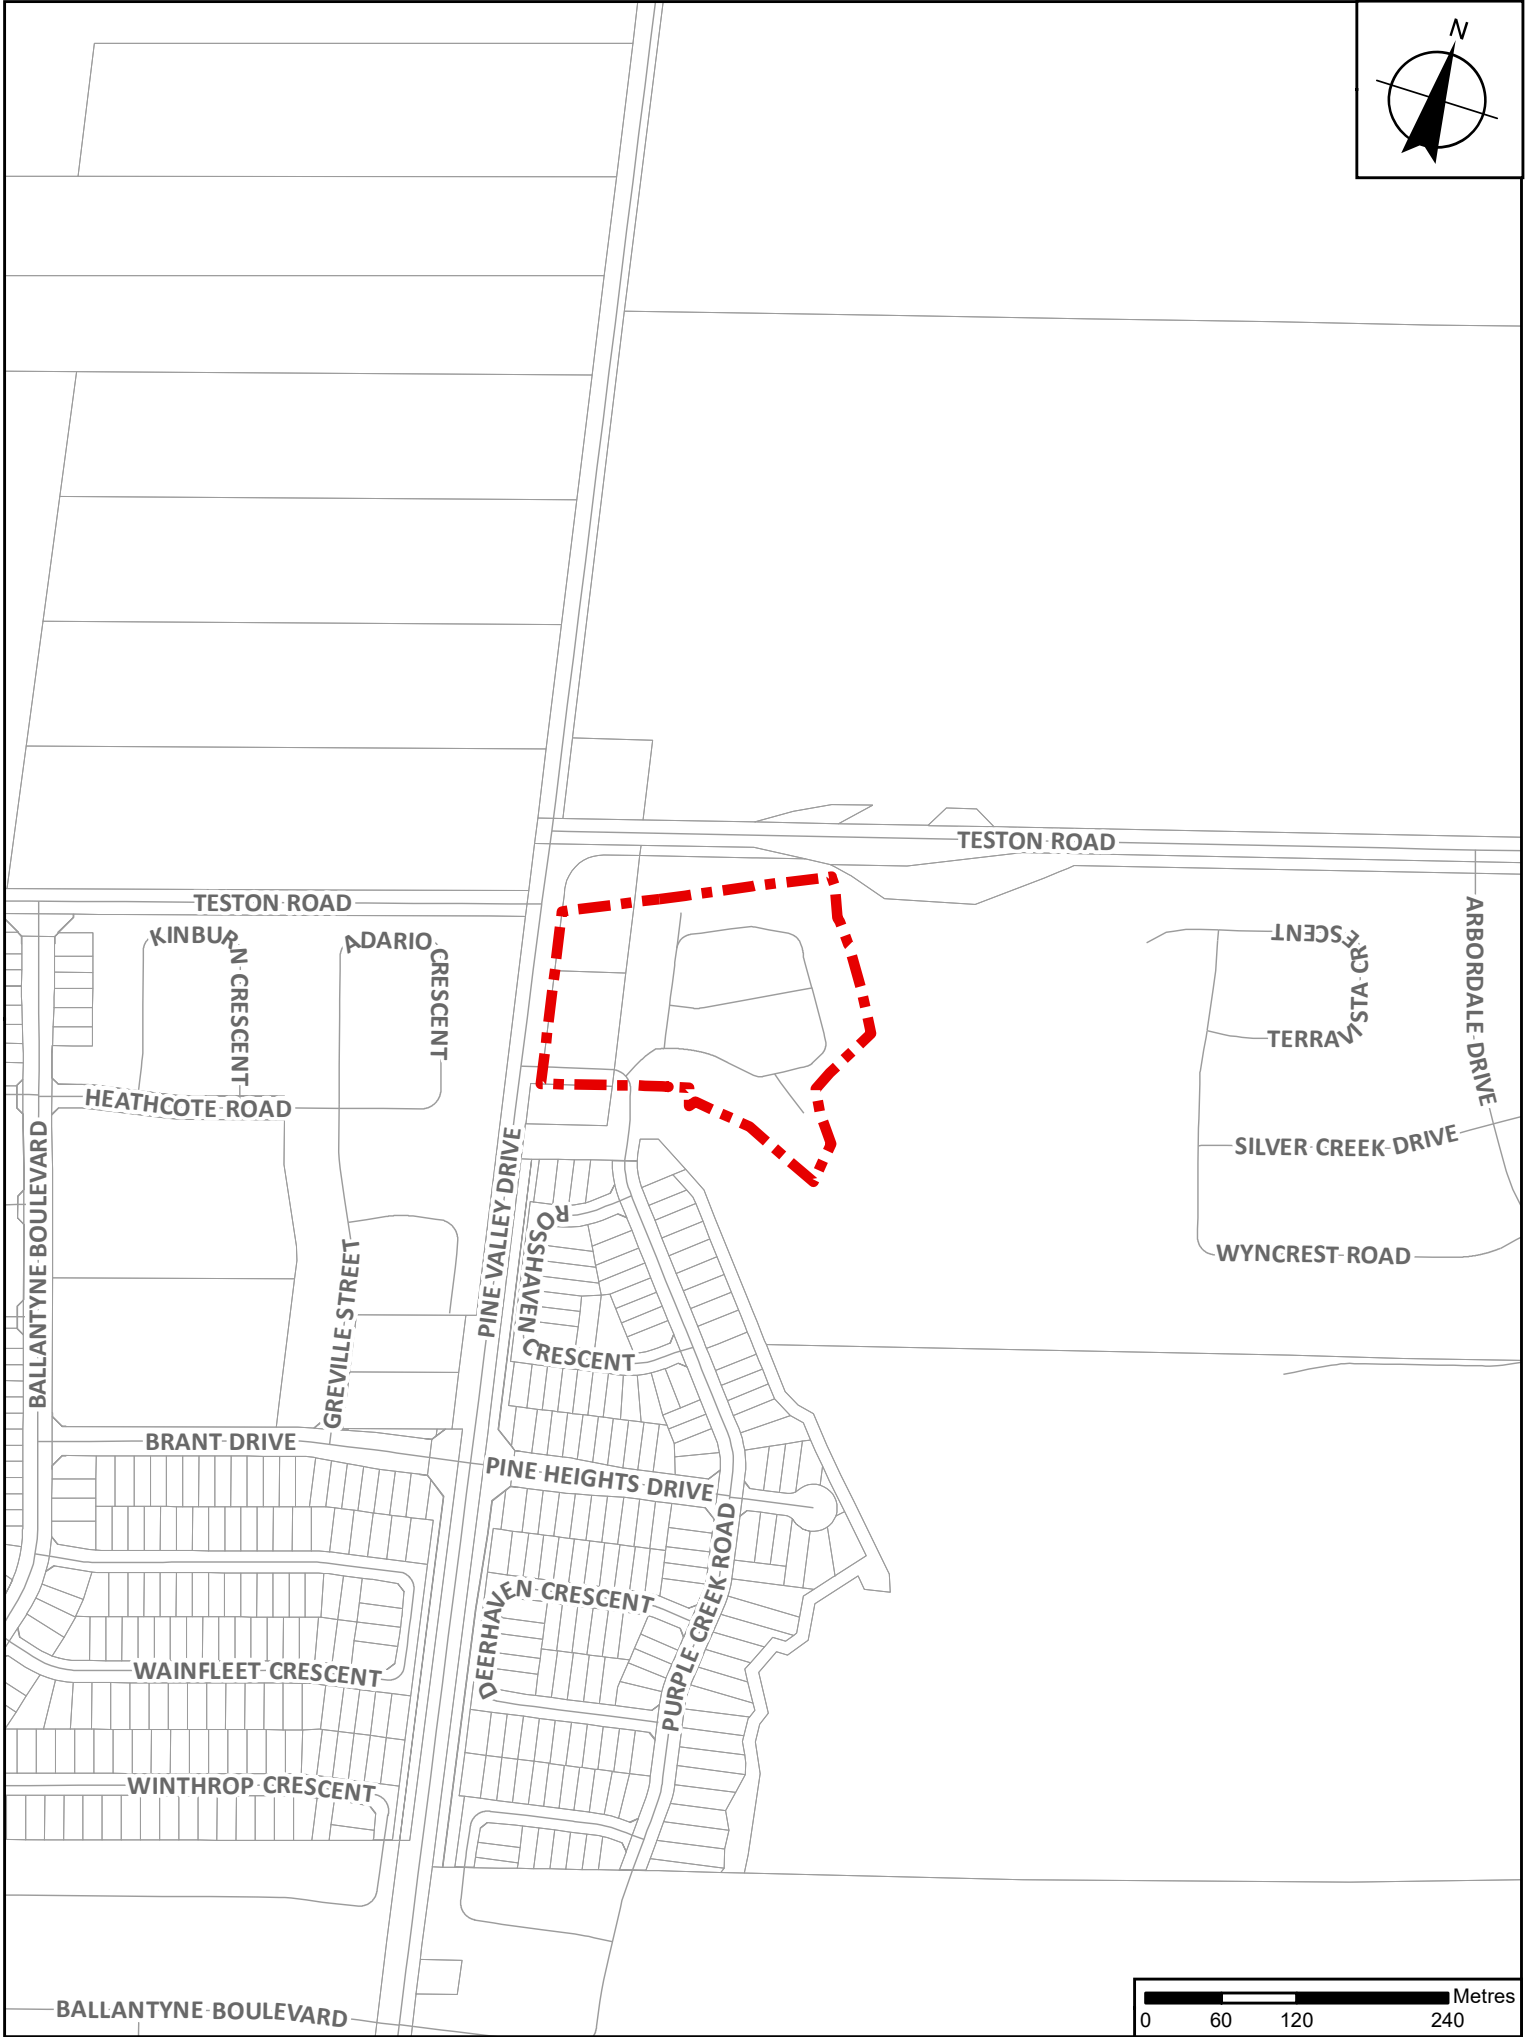 N
TESTON ROAD
TESTON ROAD
KINBURN CRESCENT
ADARIO CRESCENT
TERRA VISTA CRESCENT
ARBORDALE DRIVE
HEATHCOTE ROAD
SILVER CREEK DRIVE
BALLANTYNE BOULEVARD
PINE VALLEY DRIVE
ROSSHAVEN CRESCENT
WYNCREST ROAD
GREVILLE STREET
BRANT DRIVE
PINE HEIGHTS DRIVE
DEERHAVEN CRESCENT
PURPLE CREEK ROAD
WAINFLEET CRESCENT
WINTHROP CRESCENT
BALLANTYNE BOULEVARD
Metres
0 60 120 240